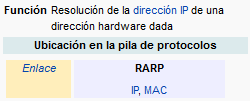 Función Resolución de la dirección IP de una
dirección hardware dada
Ubicación en la pila de protocolos
Enlace RARP
IP, MAC